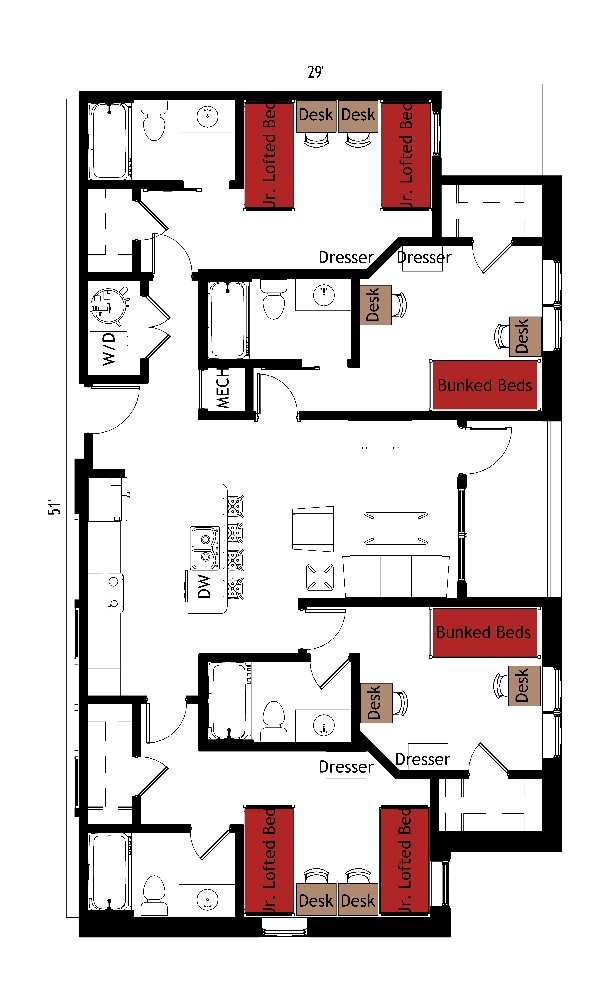 29'
Jr. Lofted Bed
Desk
Desk
Jr. Lofted Bed
Dresser
Dresser
Desk
Desk
W/D
Bunked Beds
MECH
51'
DW
Bunked Beds
Desk
Desk
Dresser
Dresser
Jr. Lofted Bed
Jr. Lofted Bed
Desk
Desk